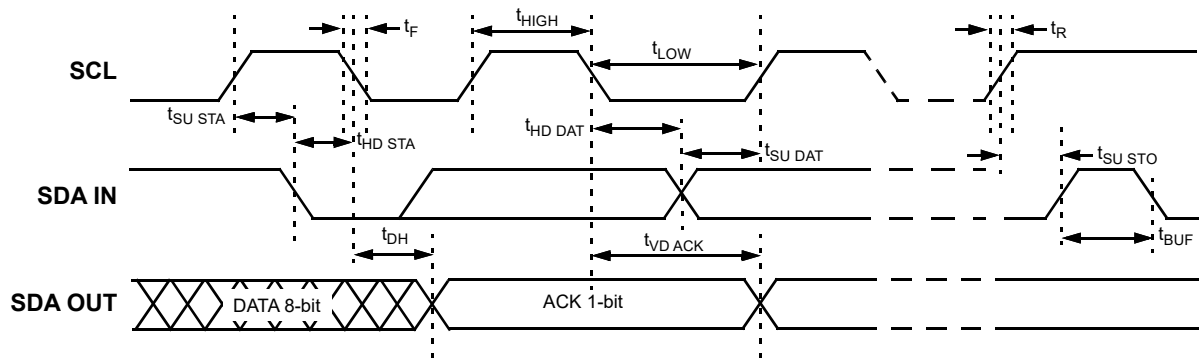 tF
tHIGH
tR
tLOW
SCL
tSU STA
tHD STA
tHD DAT
tSU DAT
tSU STO
SDA IN
tDH
tVD ACK
tBUF
SDA OUT
DATA 8-bit
ACK 1-bit